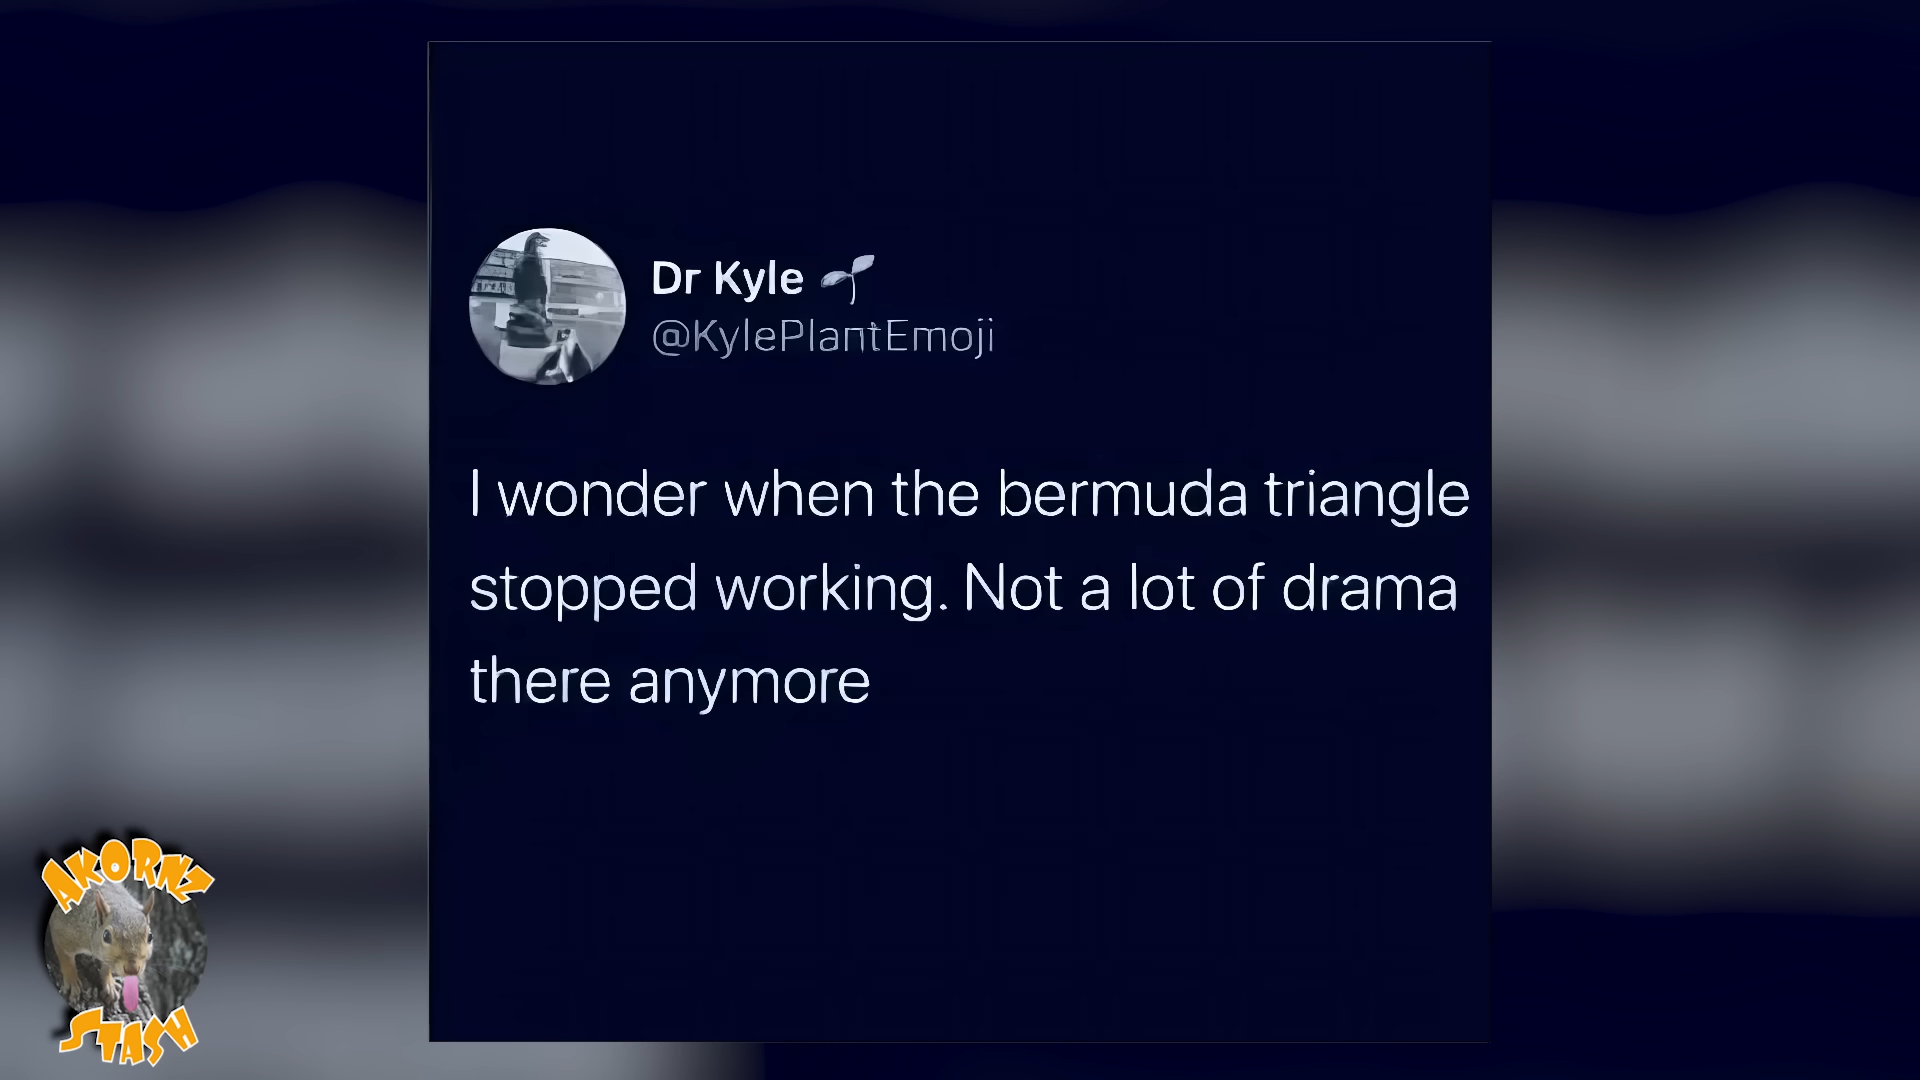 Dr Kyle 🌱
@KylePlantEmoji
I wonder when the bermuda triangle
stopped working. Not a lot of drama
there anymore
AKORNZ
STASH